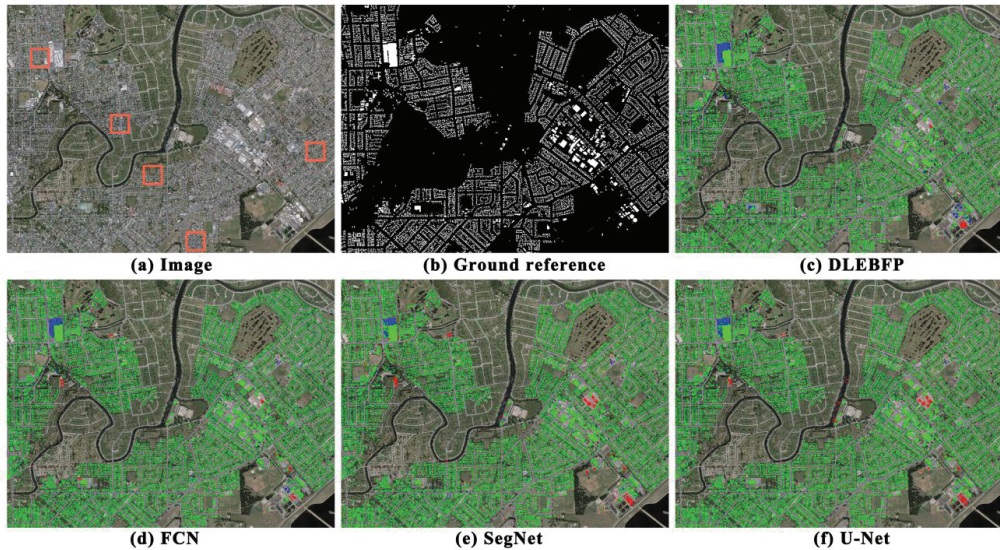 (a) Image
(b) Ground reference
(c) DLEBFP
(d) FCN
(e) SegNet
(f) U-Net